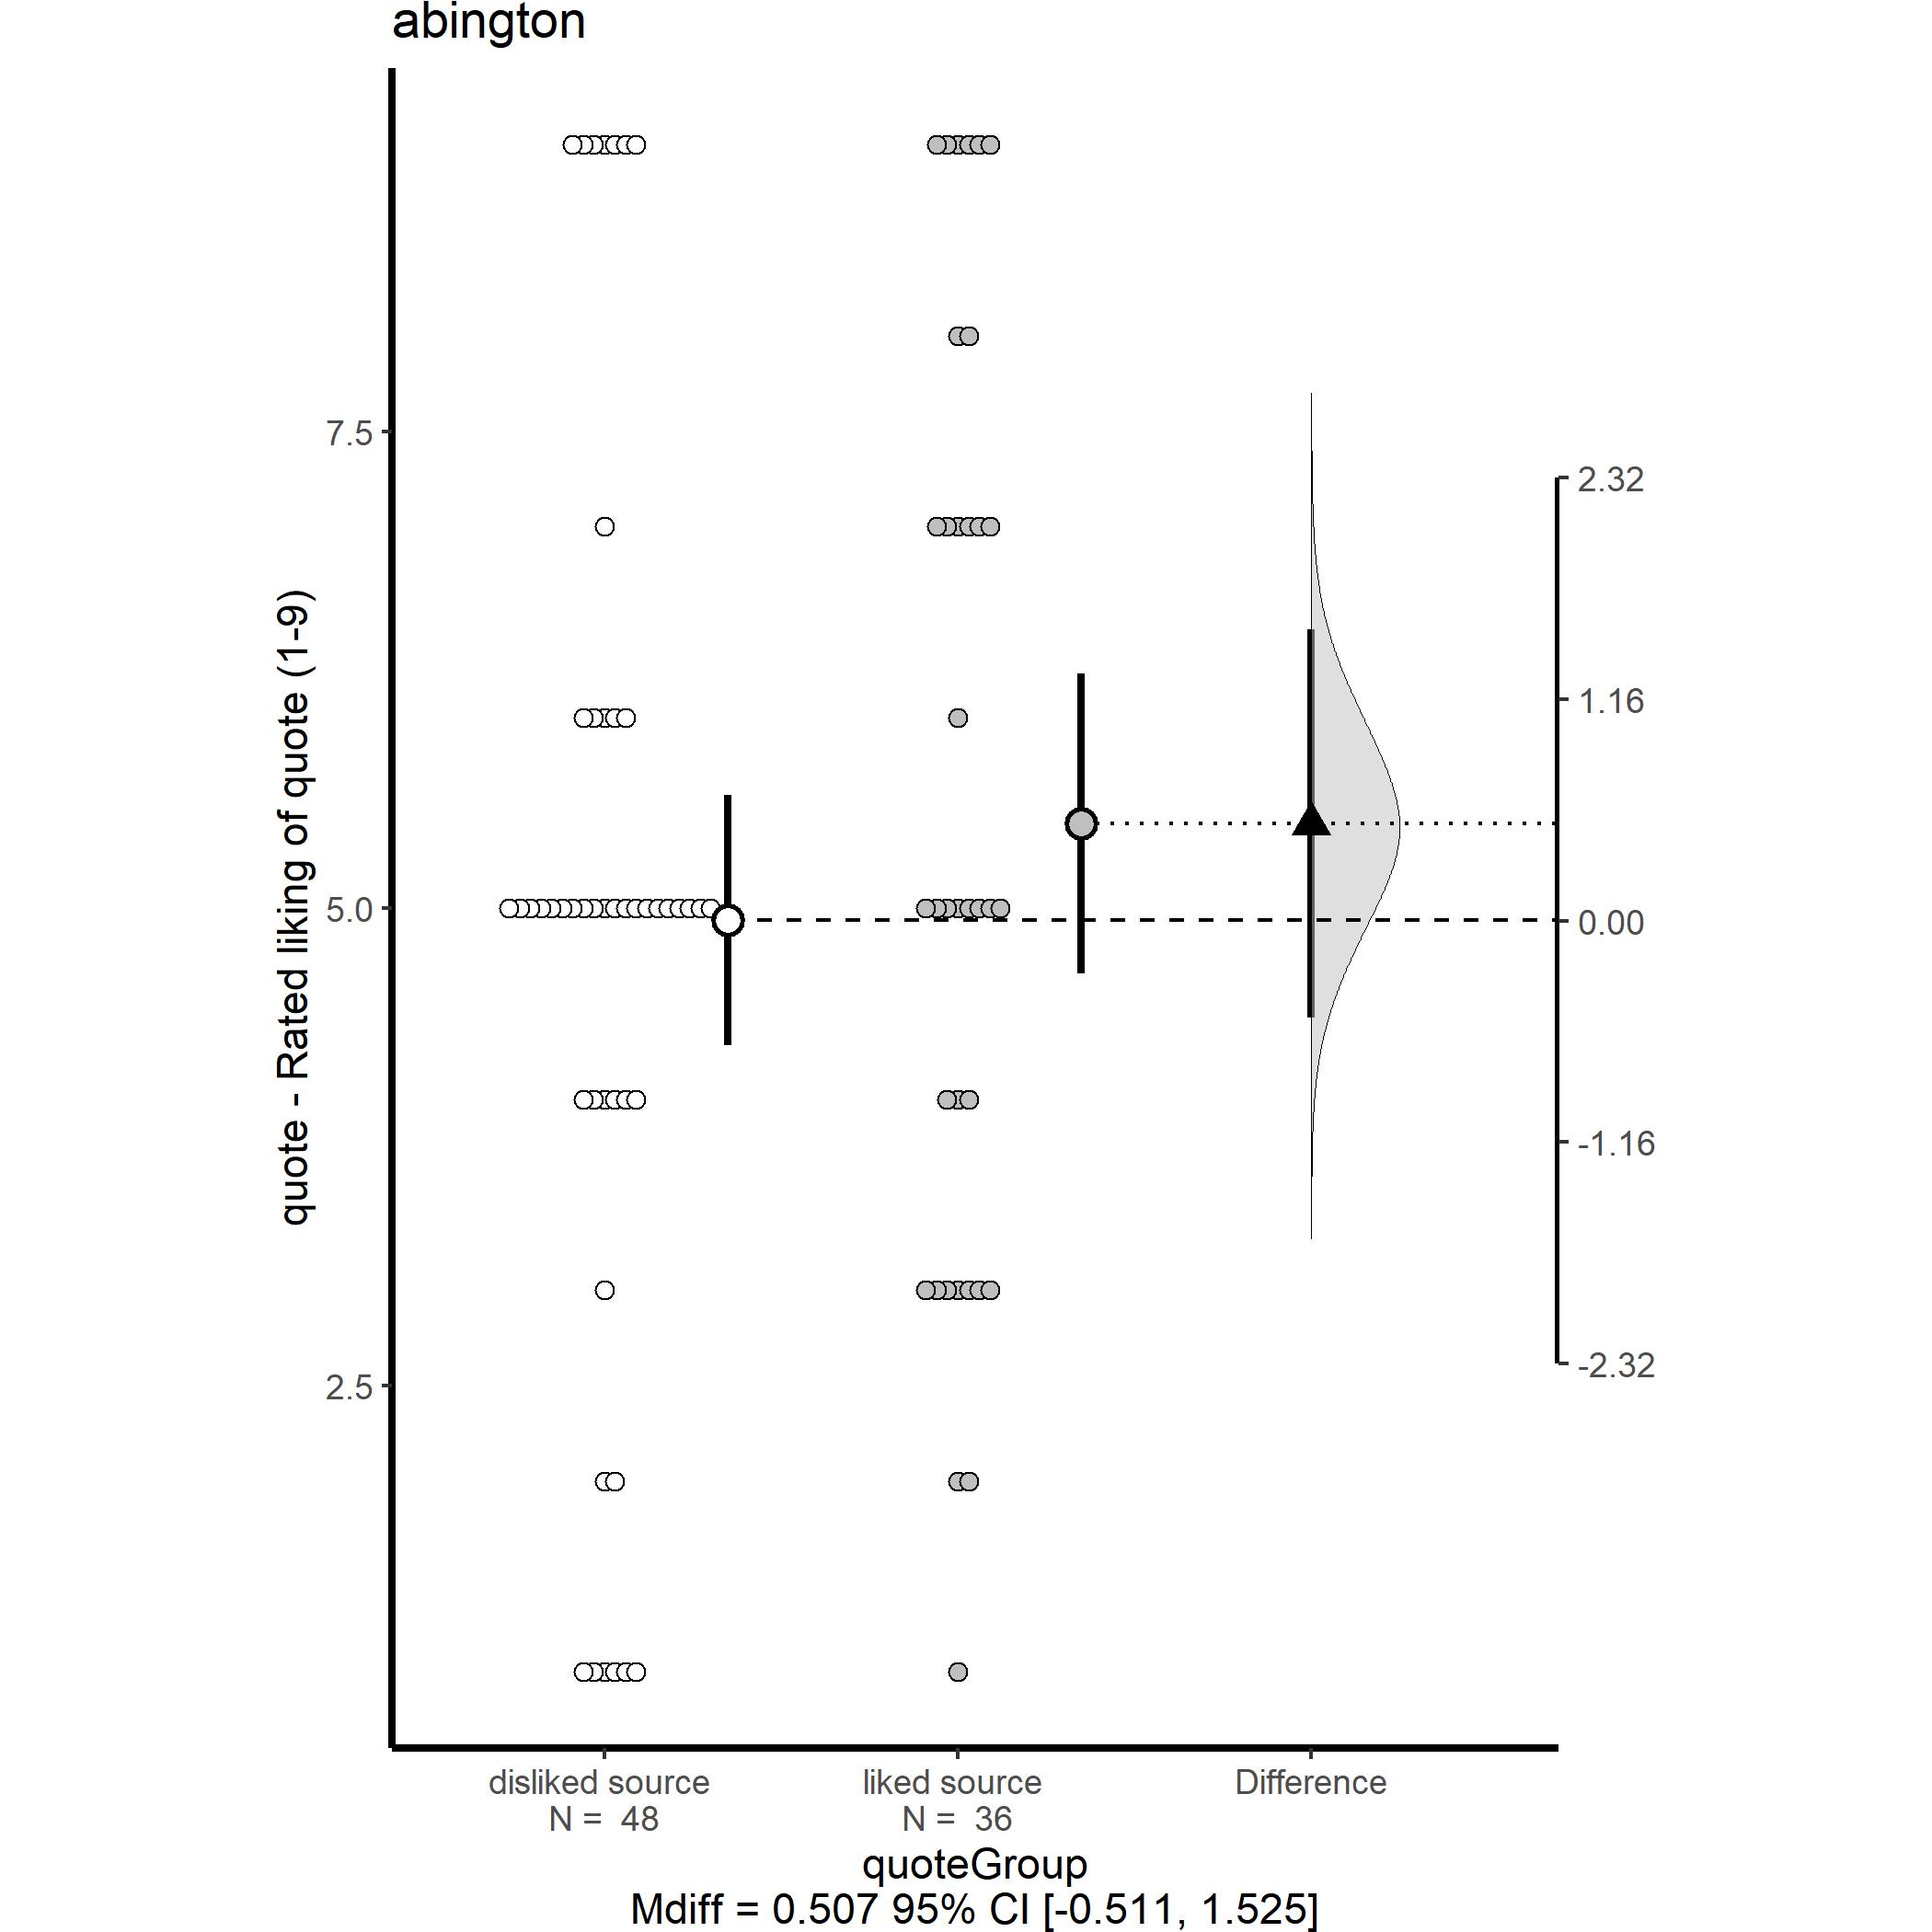 abington
quote - Rated liking of quote (1-9)
7.5
5.0
2.5
2.32
1.16
0.00
-1.16
-2.32
disliked source
N =  48
liked source
N =  36
Difference
quoteGroup
Mdiff = 0.507 95% CI [-0.511, 1.525]